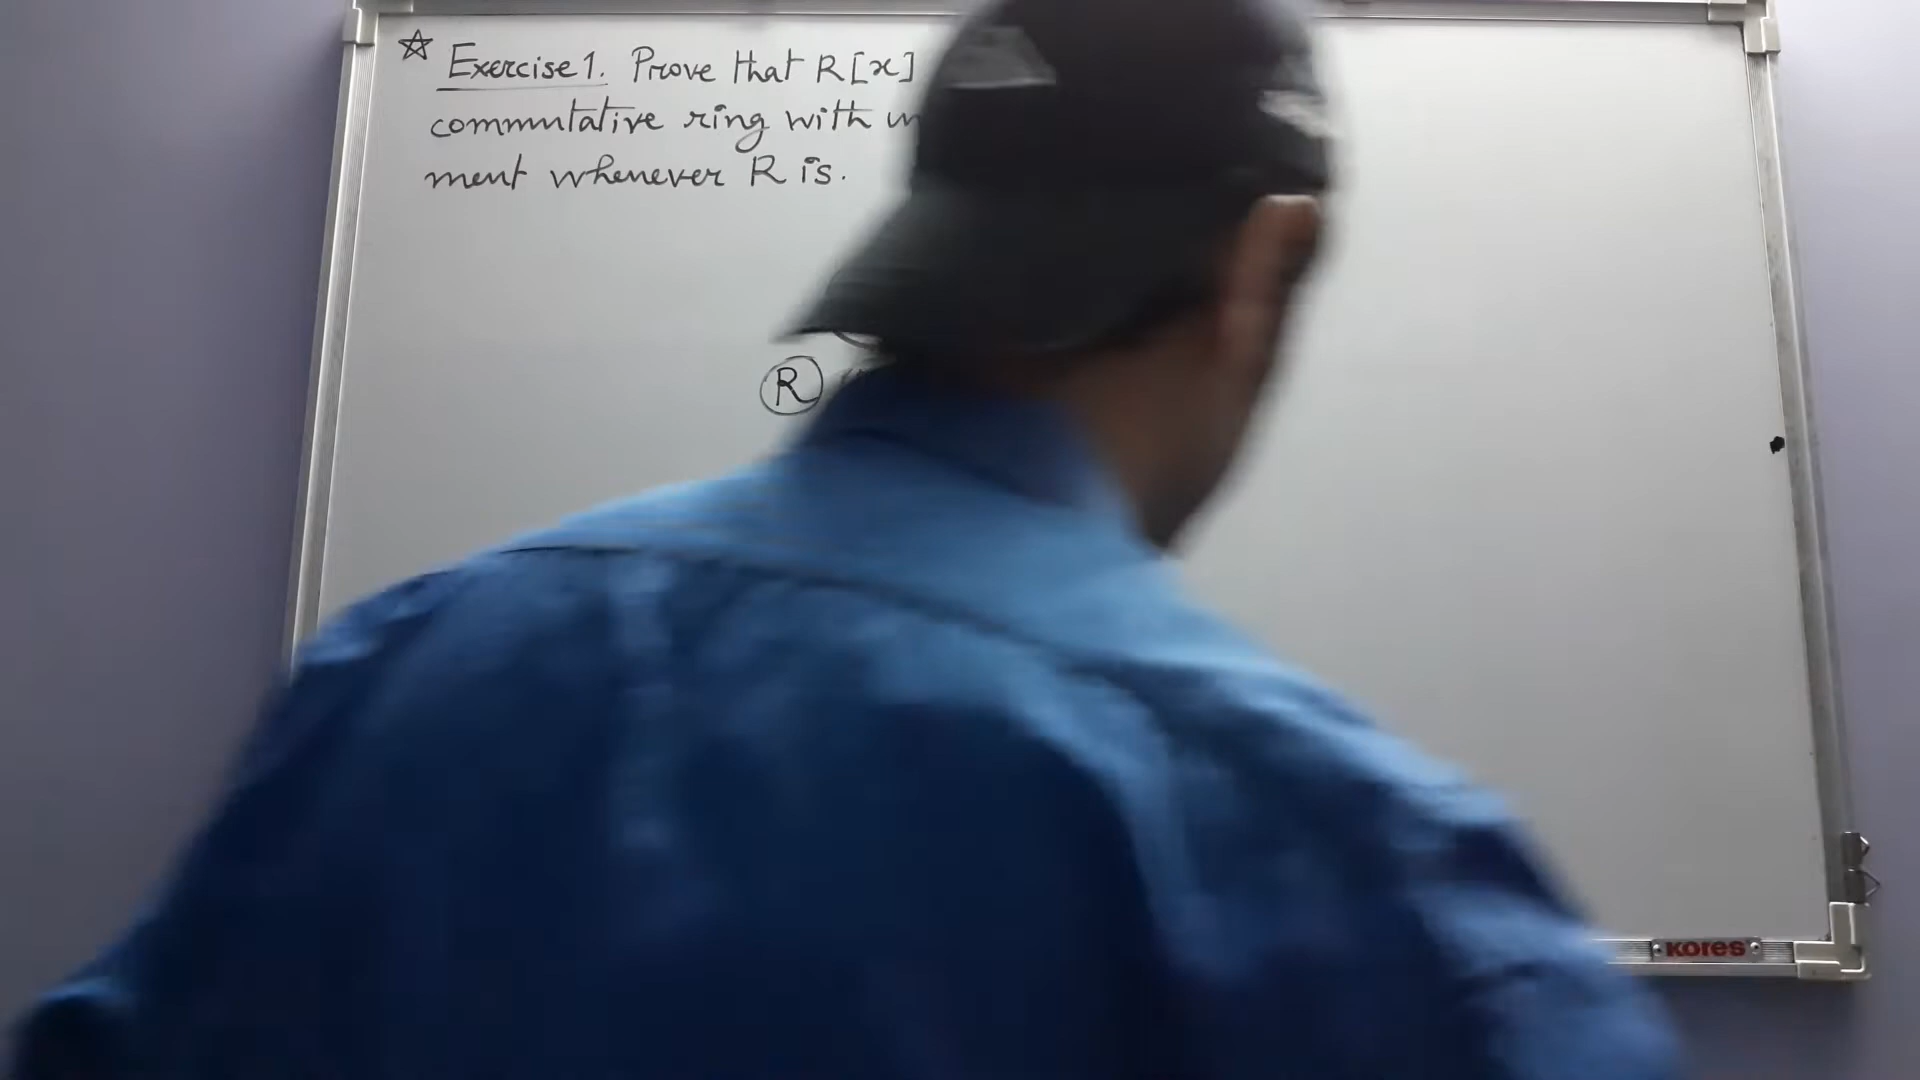 ☆ Exercise 1. Prove that R[x]
commutative ring with
ment whenever R is.
R
Kores